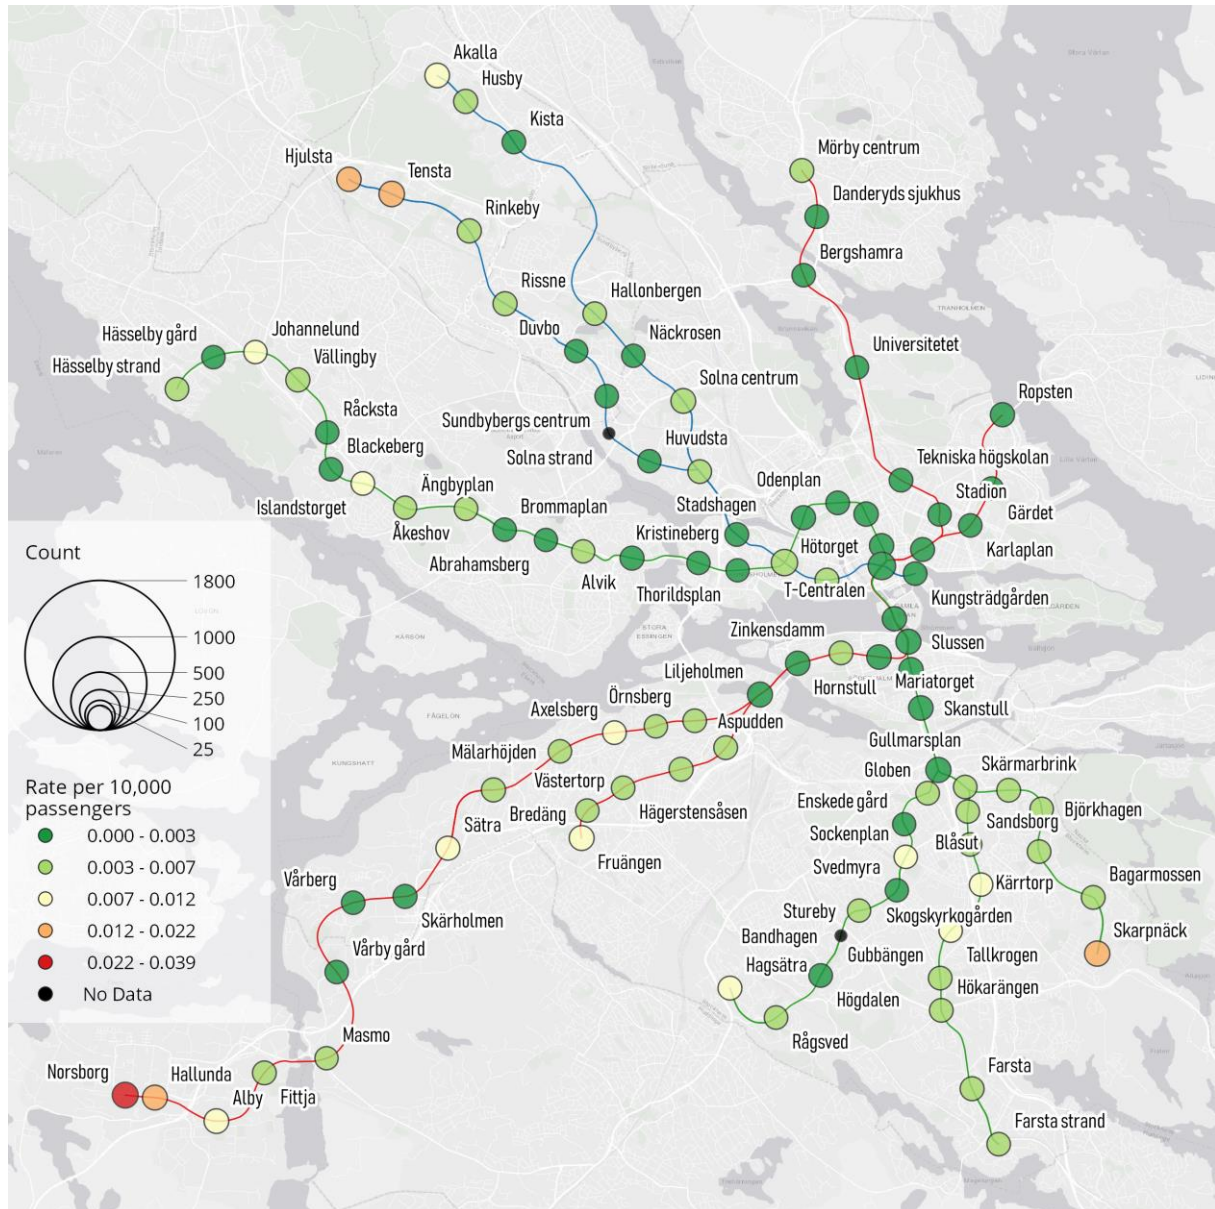 Akalla
Husby
Kista
Hjulsta
Tensta
Rinkeby
Mörby centrum
Danderyds sjukhus
Bergshamra
Rissne
Hallonbergen
Duvbo
Näckrosen
Universitetet
Hässelby gård
Johannelund
Hässelby strand
Vällingby
Solna centrum
Ropsten
Råcksta
Sundbybergs centrum
Blackeberg
Huvudsta
Solna strand
Tekniska högskolan
Ängbyplan
Odenplan
Stadion
Islandstorget
Brommaplan
Stadshagen
Gärdet
Åkeshov
Kristineberg
Hötorget
Karlaplan
Abrahamsberg
Alvik
Thorildsplan
T-Centralen
Kungsträdgården
Count
1800
1000
500
250
100
25
Zinkensdamm
Slussen
Liljeholmen
Hornstull
Mariatorget
Örnsberg
Axelsberg
Aspudden
Skanstull
Mälarhöjden
Gullmarsplan
Västertorp
Globen
Skärmarbrink
Bredäng
Hägerstensåsen
Enskede gård
Sandsborg
Björkhagen
Sätra
Sockenplan
Blåsut
Fruängen
Svedmyra
Kärrtorp
Bagarmossen
Vårberg
Skärholmen
Stureby
Skogskyrkogården
Skarpnäck
Vårby gård
Bandhagen
Gubbängen
Tallkrogen
Hagsätra
Högdalen
Hökarängen
Rågsved
Rate per 10,000
passengers
0.000 - 0.003
0.003 - 0.007
0.007 - 0.012
0.012 - 0.022
0.022 - 0.039
No Data
Masmo
Norsborg
Hallunda
Alby
Fittja
Farsta
Farsta strand
TRANHOLMEN
STORA
ESSINGEN
KÄRSÖN
FÅGELÖN
KUNGSHATT